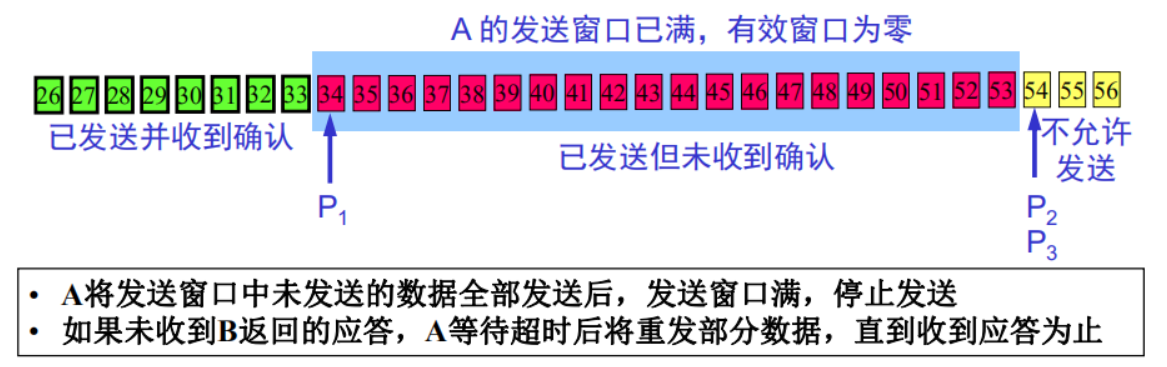 A 的发送窗口已满，有效窗口为零
26 27 28 29 30 31 32 33 34 35 36 37 38 39 40 41 42 43 44 45 46 47 48 49 50 51 52 53 54 55 56
已发送并收到确认
已发送但未收到确认
不允许
发送
P1
P2
P3
• A将发送窗口中未发送的数据全部发送后，发送窗口满，停止发送
• 如果未收到B返回的应答，A等待超时后将重发部分数据，直到收到应答为止